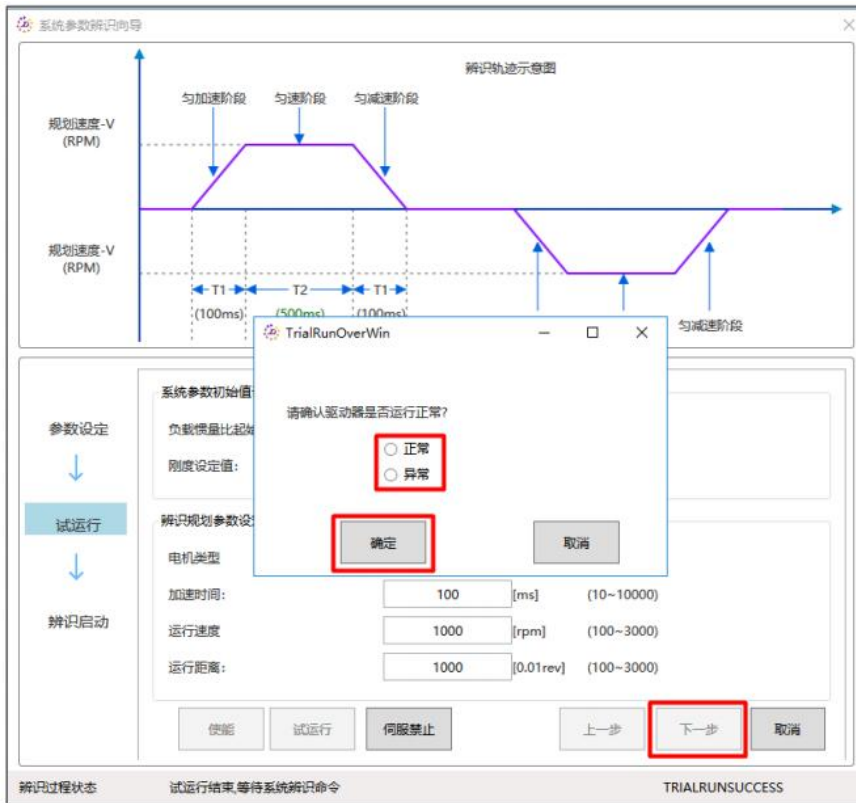 系统参数辨识向导
辨识轨迹示意图
匀加速阶段 匀速阶段 匀减速阶段
规划速度-V
(RPM)
规划速度-V
(RPM)
T1 T2 T1
(100ms) (500ms) (100ms)
匀减速阶段
TrialRunOverWin
请确认驱动器是否运行正常?
正常
异常
确定 取消
系统参数初始值
参数设定
负载惯量比起始
刚度设定值:
试运行
辨识规划参数设定
电机类型
加速时间: 100 [ms] (10~10000)
辨识启动
运行速度 1000 [rpm] (100~3000)
运行距离: 1000 [0.01rev] (100~3000)
使能 试运行 伺服禁止 上一步 下一步 取消
辨识过程状态 试运行结束,等待系统辨识命令 TRIALRUNSUCCESS